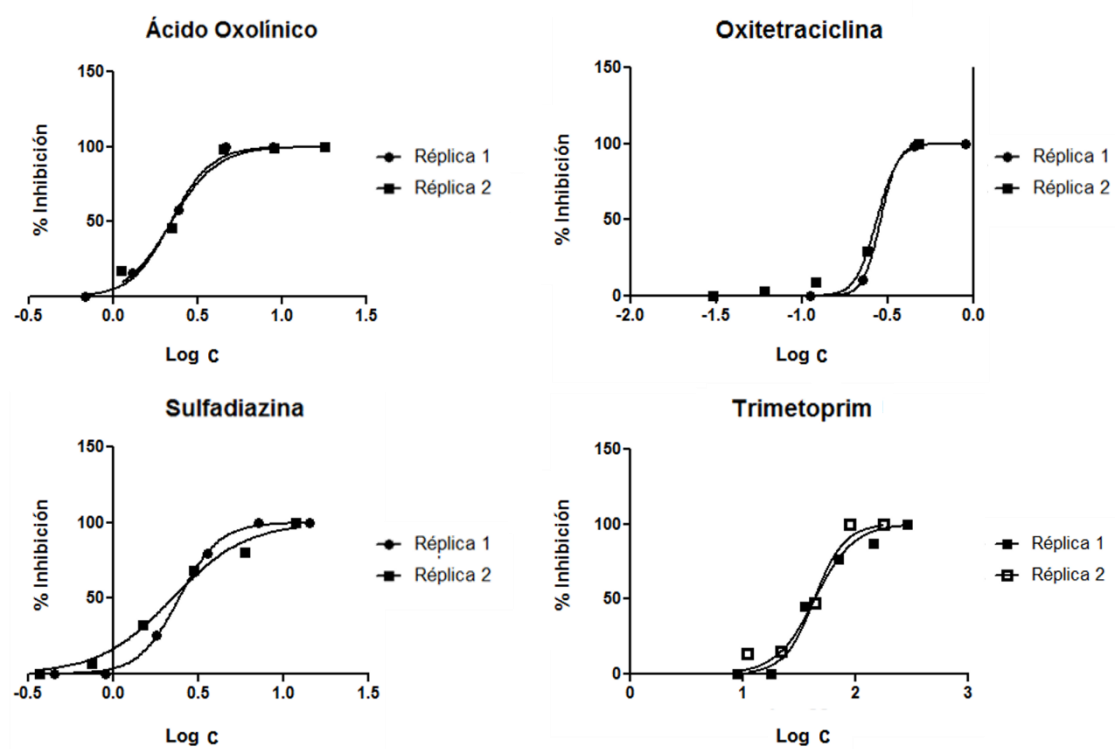 Ácido Oxolínico
% Inhibición
150
100
50
0
-0.5
0.0
0.5
1.0
1.5
Log C
Réplica 1
Réplica 2
Oxitetraciclina
% Inhibición
150
100
50
0
-2.0
-1.5
-1.0
-0.5
0.0
Log C
Réplica 1
Réplica 2
Sulfadiazina
% Inhibición
150
100
50
0
-0.5
0.0
0.5
1.0
1.5
Log C
Réplica 1
Réplica 2
Trimetoprim
% Inhibición
150
100
50
0
0
1
2
3
Log C
Réplica 1
Réplica 2